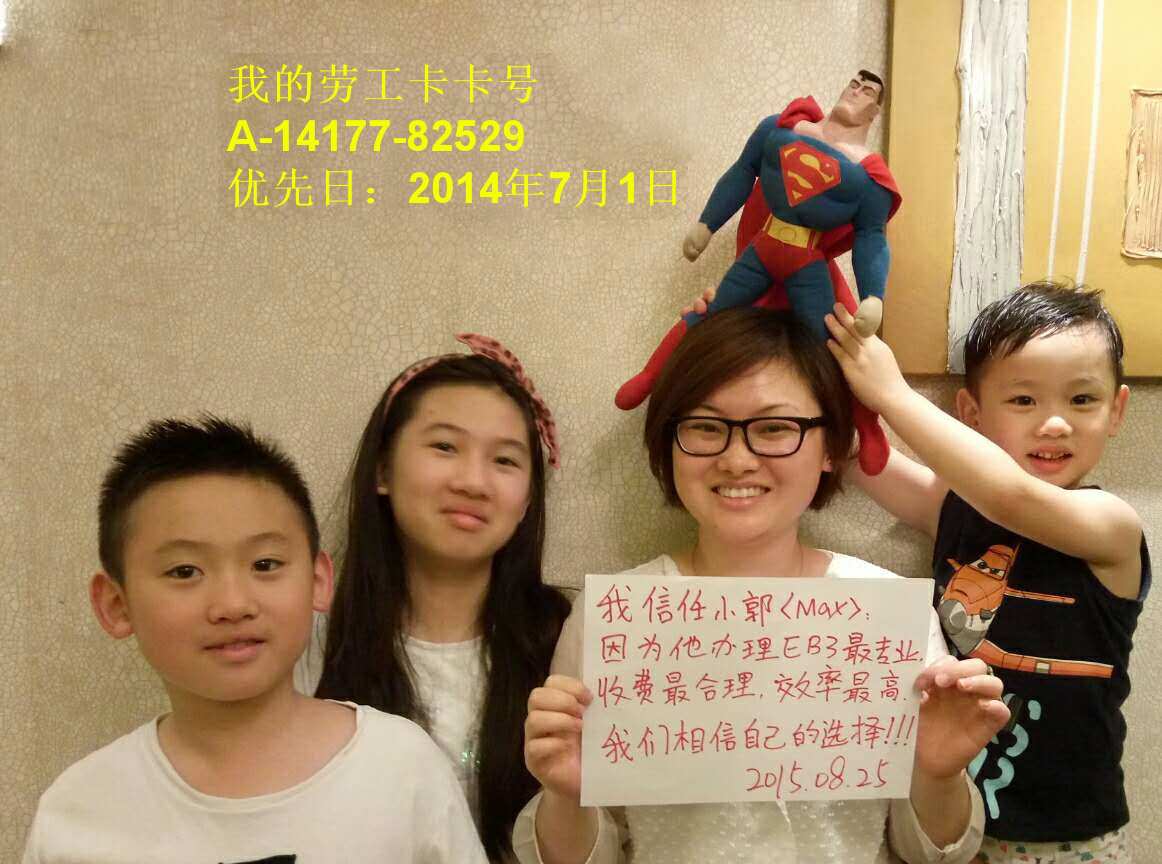 我的劳工卡卡号
A-14177-82529
优先日：2014年7月1日
我信任小郭〈Max〉:
因为他办理EB3最专业.
收费最合理,效率最高.
我们相信自己的选择!!!
2015.08.25